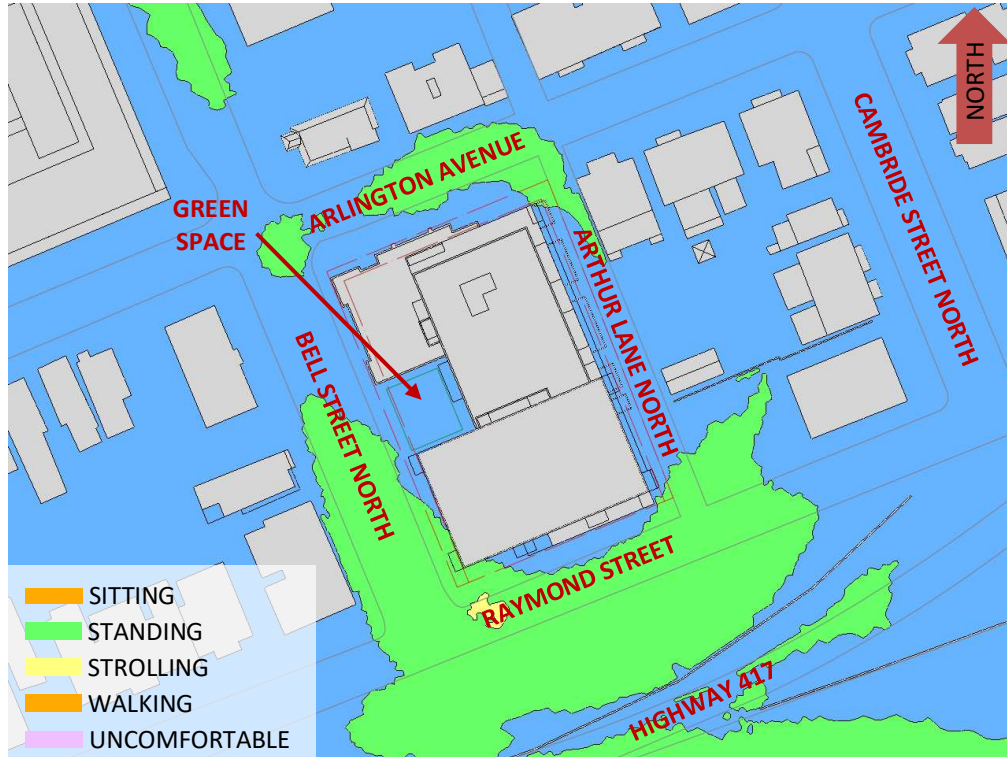 NORTH
CAMBRIDE STREET NORTH
ARLINGTON AVENUE
GREEN
SPACE
ARTHUR LANE NORTH
BELL STREET NORTH
RAYMOND STREET
HIGHWAY 417
SITTING
STANDING
STROLLING
WALKING
UNCOMFORTABLE